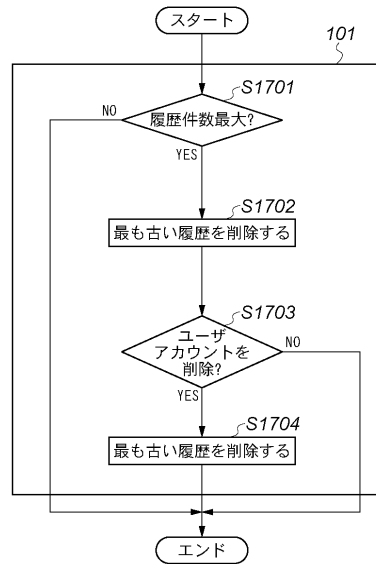 スタート
101
S1701
履歴件数最大?
NO
YES
S1702
最も古い履歴を削除する
S1703
ユーザ
アカウントを
削除?
NO
YES
S1704
最も古い履歴を削除する
エンド